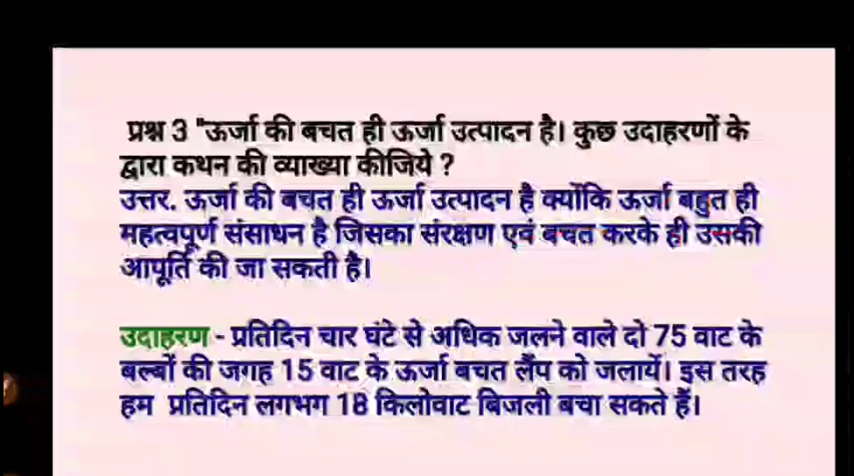 प्रश्न 3 "ऊर्जा की बचत ही ऊर्जा उत्पादन है। कुछ उदाहरणों के
द्वारा कथन की व्याख्या कीजिये ?
उत्तर. ऊर्जा की बचत ही ऊर्जा उत्पादन है क्योंकि ऊर्जा बहुत ही
महत्वपूर्ण संसाधन है जिसका संरक्षण एवं बचत करके ही उसकी
आपूर्ति की जा सकती है।
उदाहरण - प्रतिदिन चार घंटे से अधिक जलने वाले दो 75 वाट के
बल्बों की जगह 15 वाट के ऊर्जा बचत लैंप को जलायें। इस तरह
हम प्रतिदिन लगभग 18 किलोवाट बिजली बचा सकते हैं।